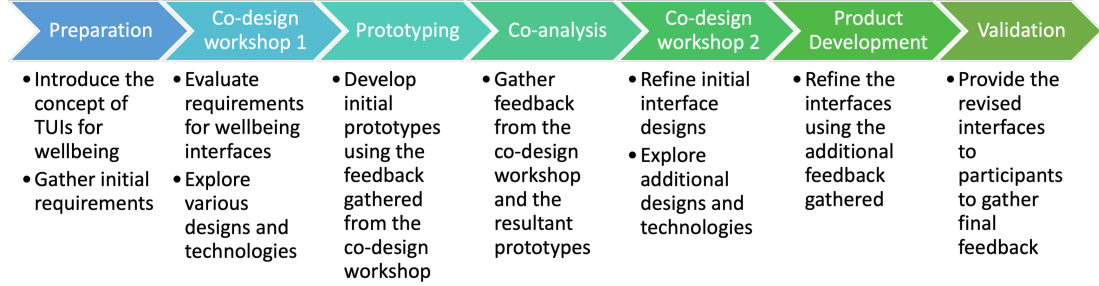 Preparation
Co-design
workshop 1
Prototyping
Co-analysis
Co-design
workshop 2
Product
Development
Validation
• Introduce the
concept of
TUIs for
wellbeing
• Gather initial
requirements
• Evaluate
requirements
for wellbeing
interfaces
• Explore
various
designs and
technologies
• Develop
initial
prototypes
using the
feedback
gathered
from the
co-design
workshop
• Gather
feedback
from the
co-design
workshop
and the
resultant
prototypes
• Refine initial
interface
designs
• Explore
additional
designs and
technologies
• Refine the
interfaces
using the
additional
feedback
gathered
• Provide the
revised
interfaces
to
participants
to gather
final
feedback